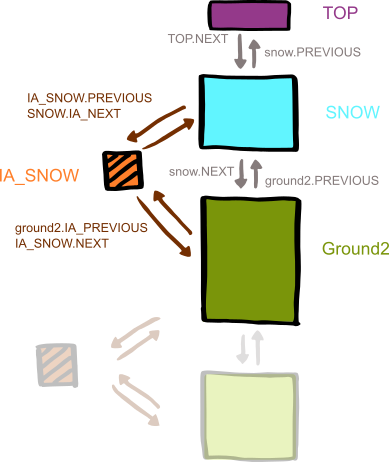 TOP
TOP.NEXT
snow.PREVIOUS
IA_SNOW.PREVIOUS
SNOW.IA_NEXT
SNOW
IA_SNOW
snow.NEXT
ground2.PREVIOUS
ground2.IA_PREVIOUS
IA_SNOW.NEXT
Ground2